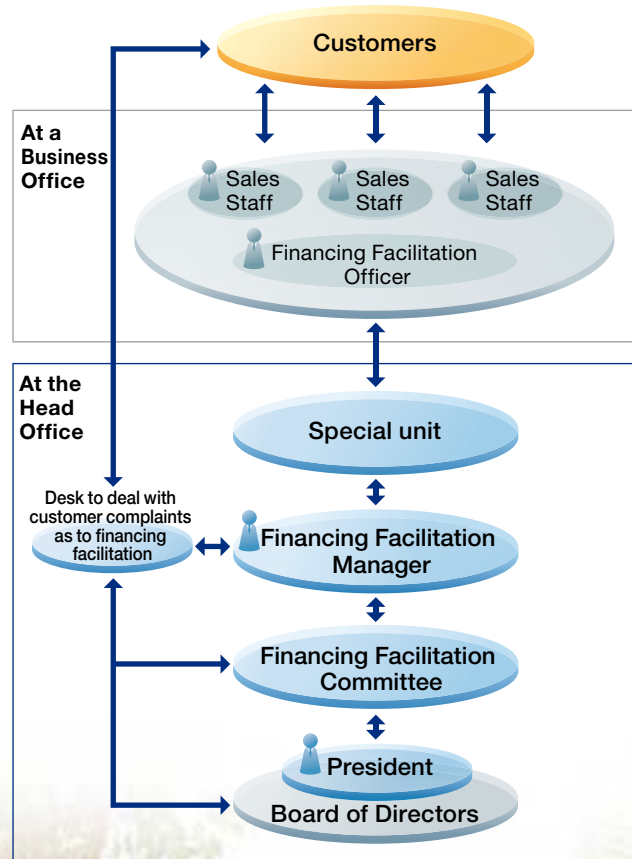 Customers
At a
Business
Office
Sales
Staff
Sales
Staff
Sales
Staff
Financing Facilitation
Officer
At the
Head
Office
Special unit
Desk to deal with
customer complaints
as to financing
facilitation
Financing Facilitation
Manager
Financing Facilitation
Committee
President
Board of Directors